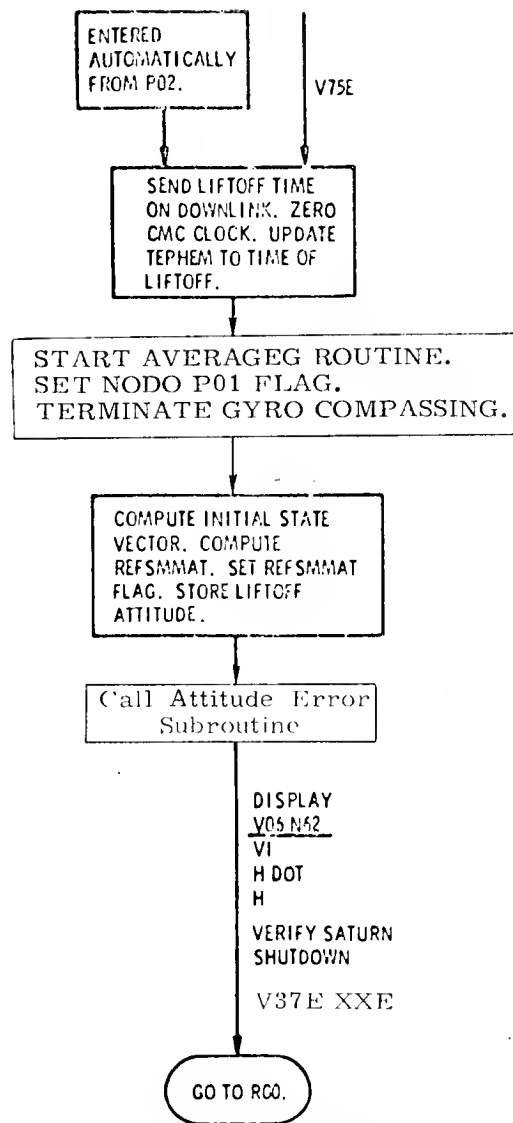 ENTERED
AUTOMATICALLY
FROM P02.
V75E
SEND LIFTOFF TIME
ON DOWNLINK. ZERO
CMC CLOCK. UPDATE
TEPHEM TO TIME OF
LIFTOFF.
START AVERAGEG ROUTINE.
SET NODO P01 FLAG.
TERMINATE GYRO COMPASSING.
COMPUTE INITIAL STATE
VECTOR. COMPUTE
REFSMMAT. SET REFSMMAT
FLAG. STORE LIFTOFF
ATTITUDE.
Call Attitude Error
Subroutine
DISPLAY
V06 N62
VI
H DOT
H
VERIFY SATURN
SHUTDOWN
V37E XXE
GO TO R00.